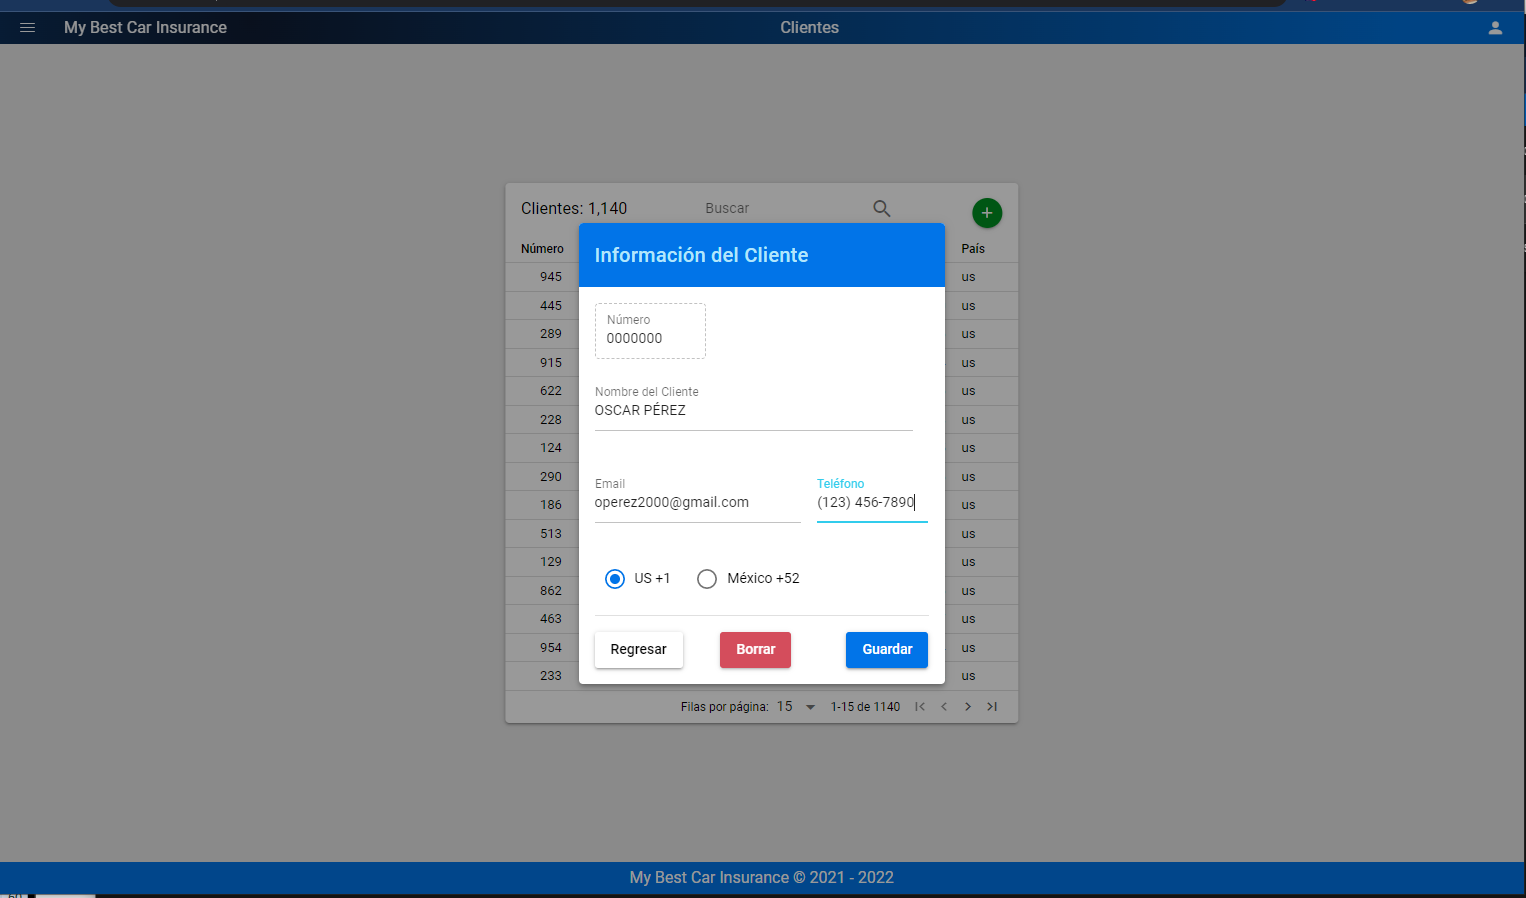 My Best Car Insurance
Clientes
Clientes: 1,140
Buscar
+
Número
País
Información del Cliente
945
us
445
us
289
us
915
us
622
us
228
us
124
us
290
us
186
us
513
us
129
us
862
us
463
us
954
us
233
us
Número
0000000
Nombre del Cliente
OSCAR PÉREZ
Email
operez2000@gmail.com
Teléfono
(123) 456-7890
US +1
México +52
Regresar
Borrar
Guardar
Filas por página: 15
1-15 de 1140
My Best Car Insurance © 2021 - 2022